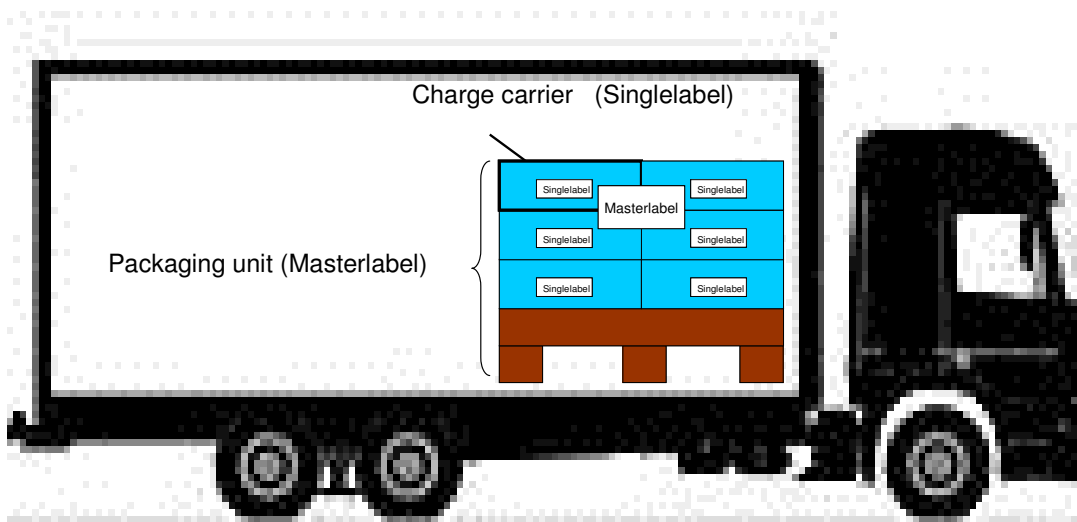 Charge carrier   (Singlelabel)
Singlelabel
Singlelabel
Masterlabel
Singlelabel
Singlelabel
Packaging unit (Masterlabel)
Singlelabel
Singlelabel